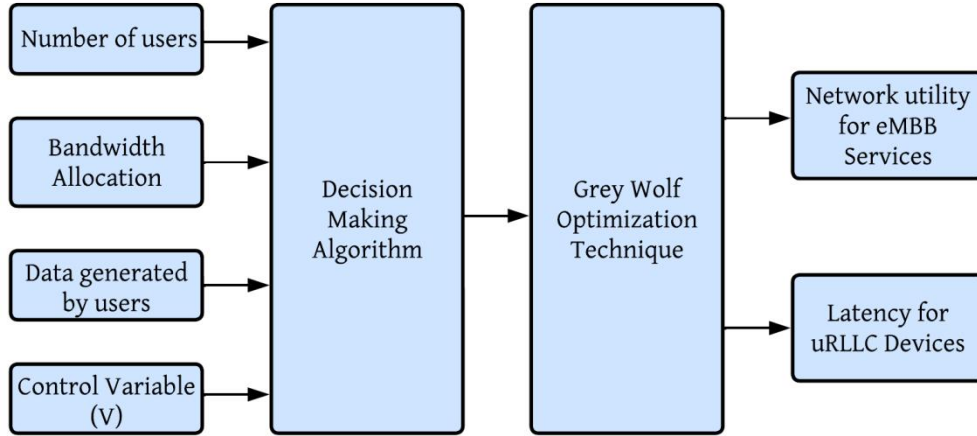 Number of users
Bandwidth
Allocation
Data generated
by users
Control Variable
(V)
Decision
Making
Algorithm
Grey Wolf
Optimization
Technique
Network utility
for eMBB
Services
Latency for
uRLLC Devices